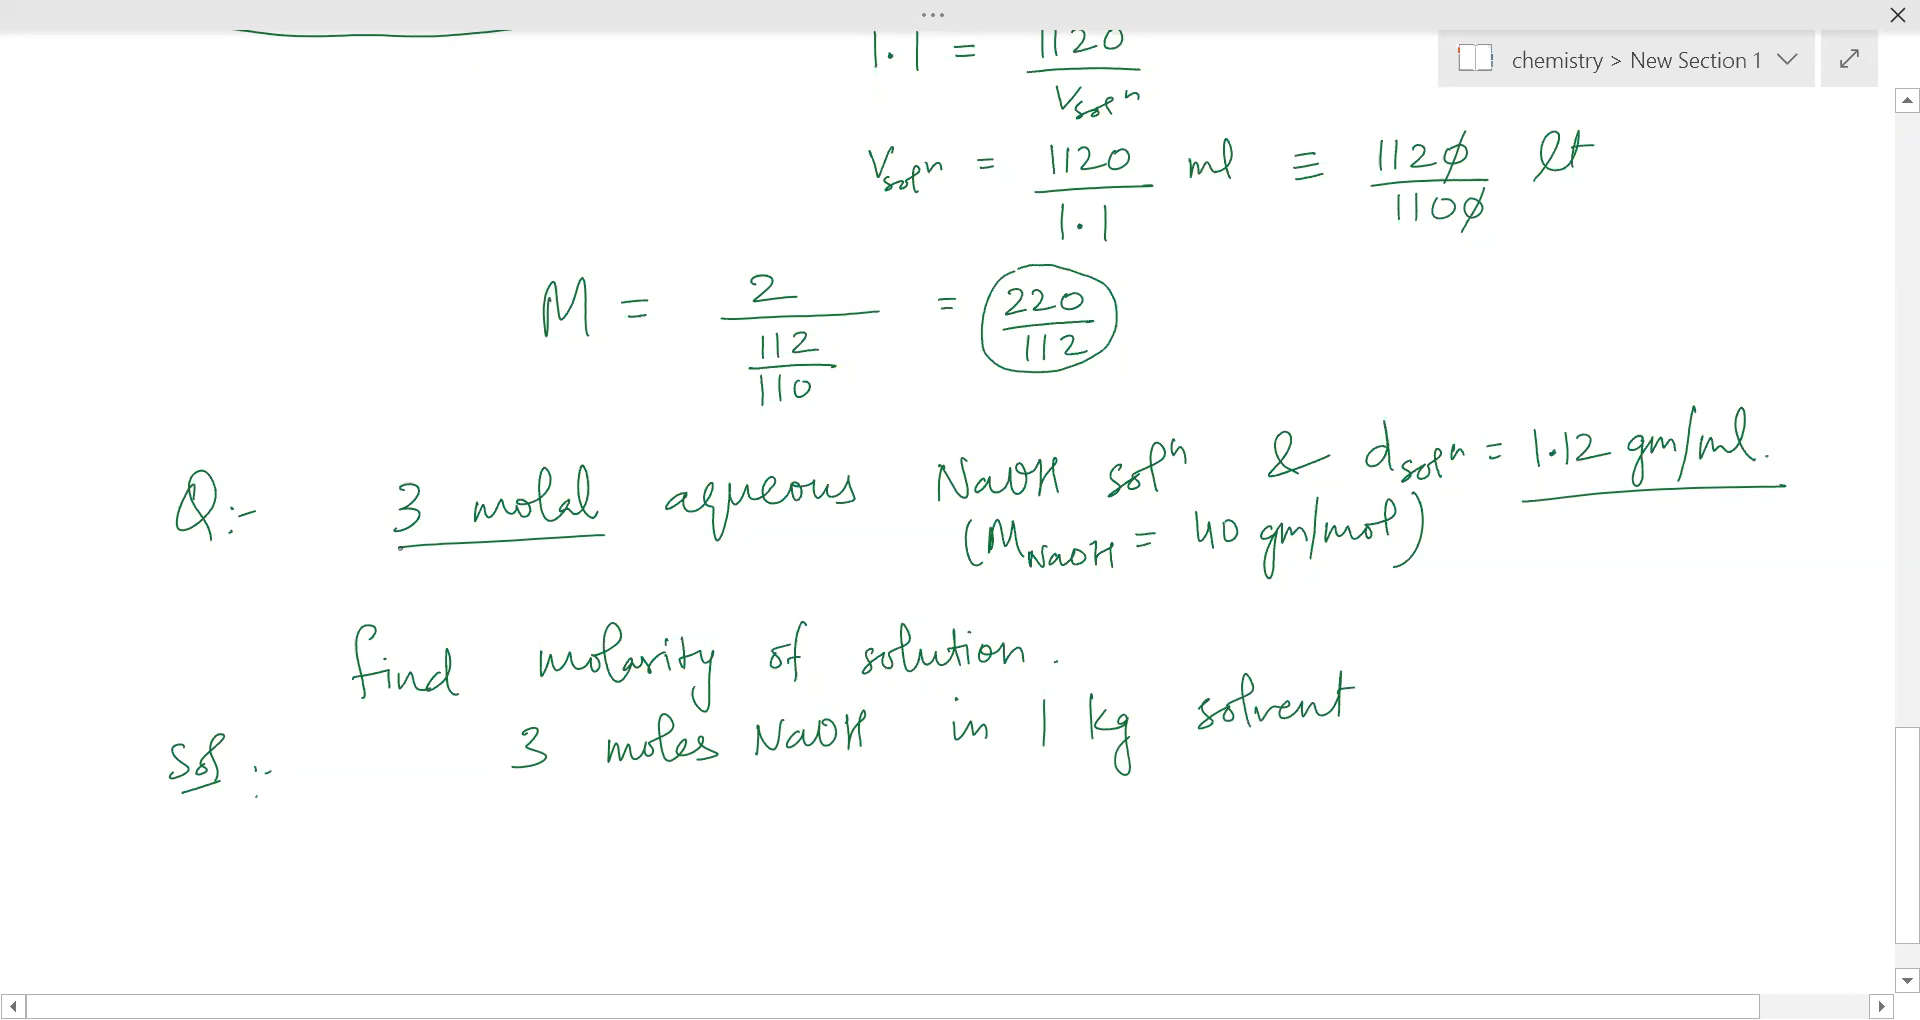 1.1 = 1120 / Vsolⁿ
chemistry > New Section 1
Vsolⁿ = 1120 / 1.1 ml ≡ 1120 / 1100 lt
M = 2 / (112 / 110) = 220 / 112
Q:- 3 molal aqueous NaOH solⁿ & dsolⁿ = 1.12 gm/ml.
(MNaOH = 40 gm/mol)
find molarity of solution.
Sol :- 3 moles NaOH in 1 kg solvent